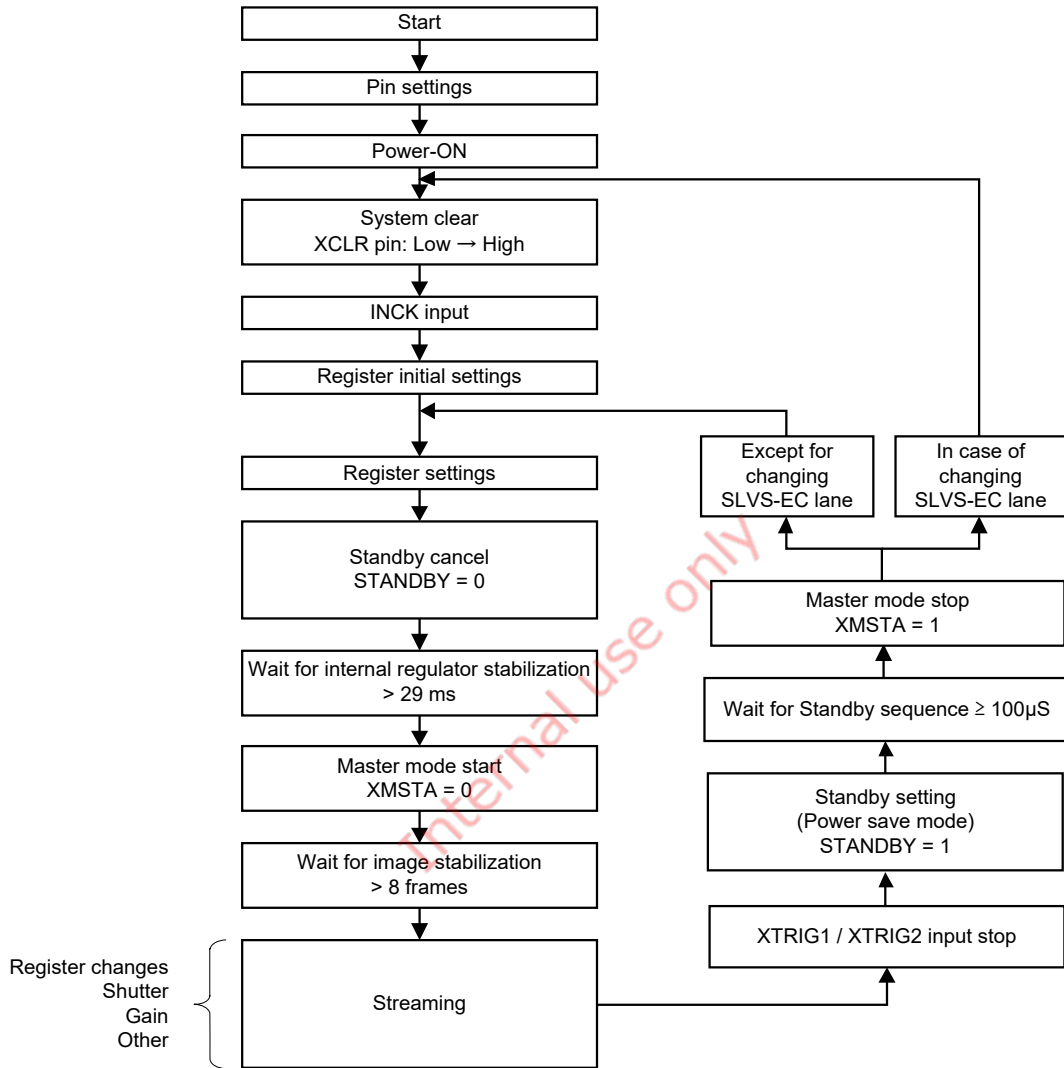 Start
Pin settings
Power-ON
System clear
XCLR pin: Low → High
INCK input
Register initial settings
Register settings
Standby cancel
STANDBY = 0
Wait for internal regulator stabilization
> 29 ms
Master mode start
XMSTA = 0
Wait for image stabilization
> 8 frames
Register changes
Shutter
Gain
Other
Streaming
Except for
changing
SLVS-EC lane
In case of
changing
SLVS-EC lane
Master mode stop
XMSTA = 1
Wait for Standby sequence ≥ 100µS
Standby setting
(Power save mode)
STANDBY = 1
XTRIG1 / XTRIG2 input stop
Internal use only